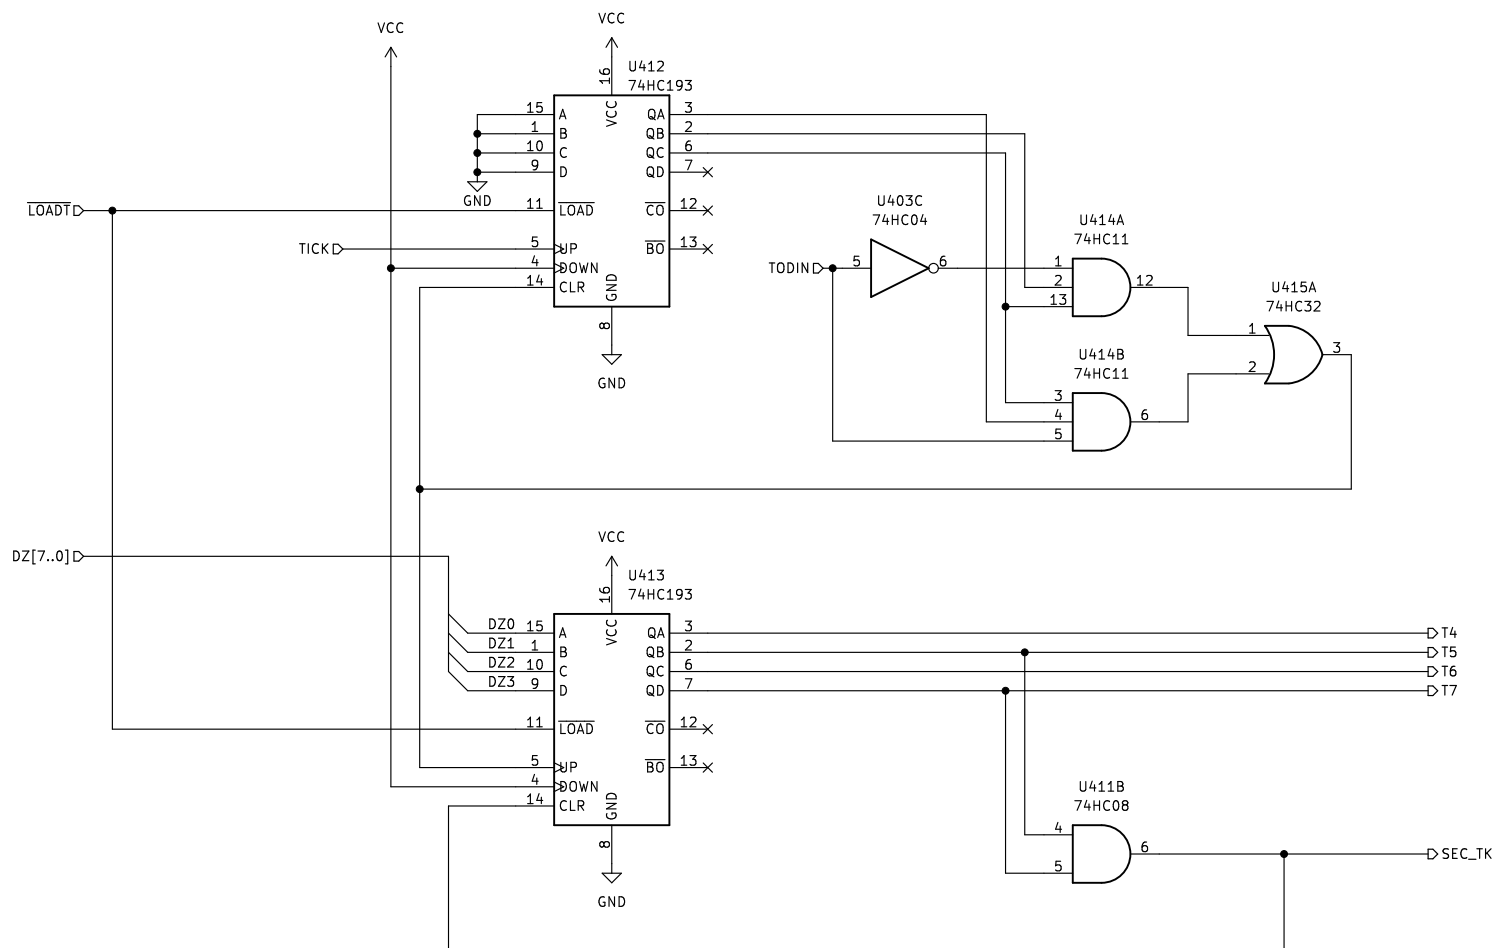 VCC
VCC
16
U412
74HC193
VCC
15 A
1 B
10 C
9 D
GND
QA 3
QB 2
QC 6
QD 7
LOADT
11 LOAD
CO 12
TICK
5 UP
BO 13
4 DOWN
14 CLR
GND
8
GND
TODIN
U403C
74HC04
5
6
U414A
74HC11
1
2
13
12
U415A
74HC32
1
2
3
U414B
74HC11
3
4
5
6
DZ[7..0]
VCC
16
U413
74HC193
VCC
DZ0 15 A
DZ1 1 B
DZ2 10 C
DZ3 9 D
QA 3
QB 2
QC 6
QD 7
T4
T5
T6
T7
11 LOAD
CO 12
5 UP
BO 13
4 DOWN
14 CLR
GND
8
GND
U411B
74HC08
4
5
6
SEC_TK